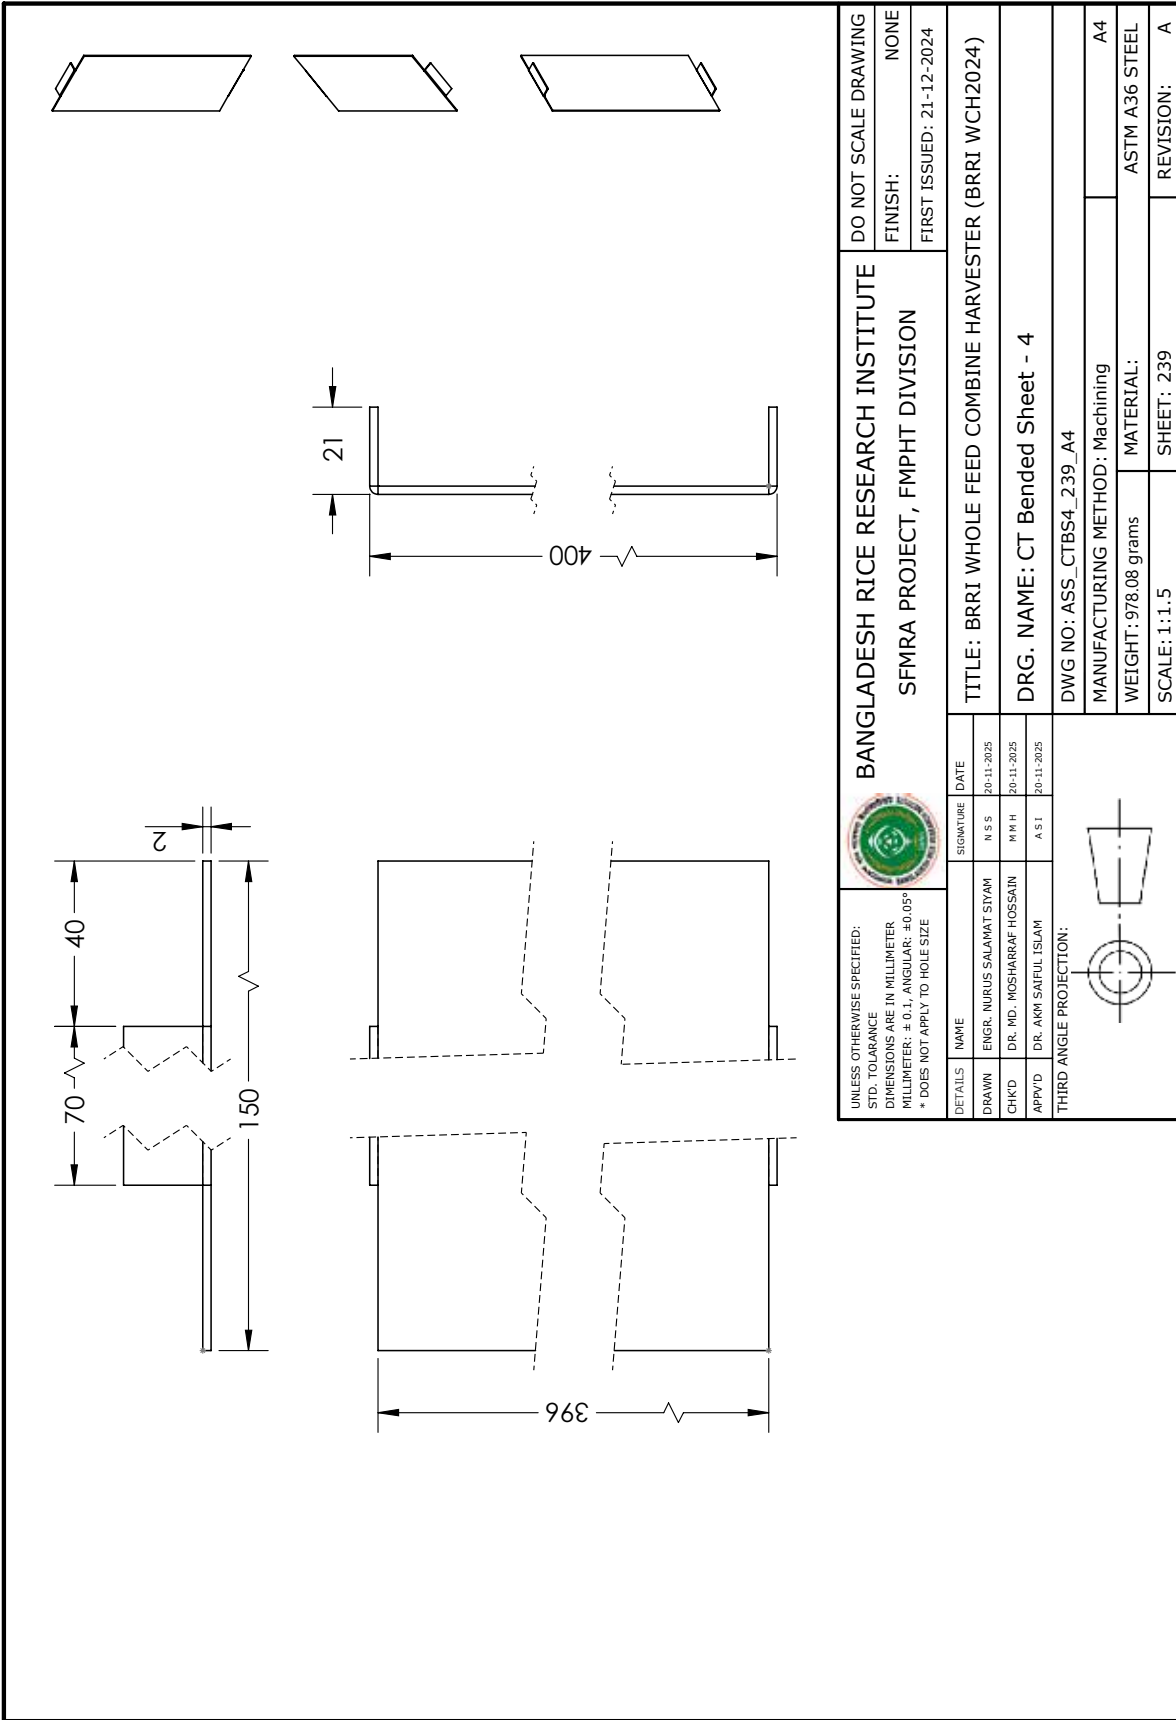 70
40
2
150
396
21
400
UNLESS OTHERWISE SPECIFIED:
STD. TOLARANCE
DIMENSIONS ARE IN MILLIMETER
MILLIMETER: ± 0.1, ANGULAR: ±0.05°
* DOES NOT APPLY TO HOLE SIZE
BANGLADESH RICE RESEARCH INSTITUTE
SFMRA PROJECT, FMPHT DIVISION
DO NOT SCALE DRAWING
FINISH: NONE
FIRST ISSUED: 21-12-2024
DETAILS NAME SIGNATURE DATE
DRAWN ENGR. NURUS SALAMAT SIYAM N S S 20-11-2025
CHK'D DR. MD. MOSHARRAF HOSSAIN M M H 20-11-2025
APPV'D DR. AKM SAIFUL ISLAM A S I 20-11-2025
THIRD ANGLE PROJECTION:
TITLE: BRRI WHOLE FEED COMBINE HARVESTER (BRRI WCH2024)
DRG. NAME: CT Bended Sheet - 4
DWG NO: ASS_CTBS4_239_A4
MANUFACTURING METHOD: Machining A4
WEIGHT: 978.08 grams MATERIAL: ASTM A36 STEEL
SCALE: 1:1.5 SHEET: 239 REVISION: A